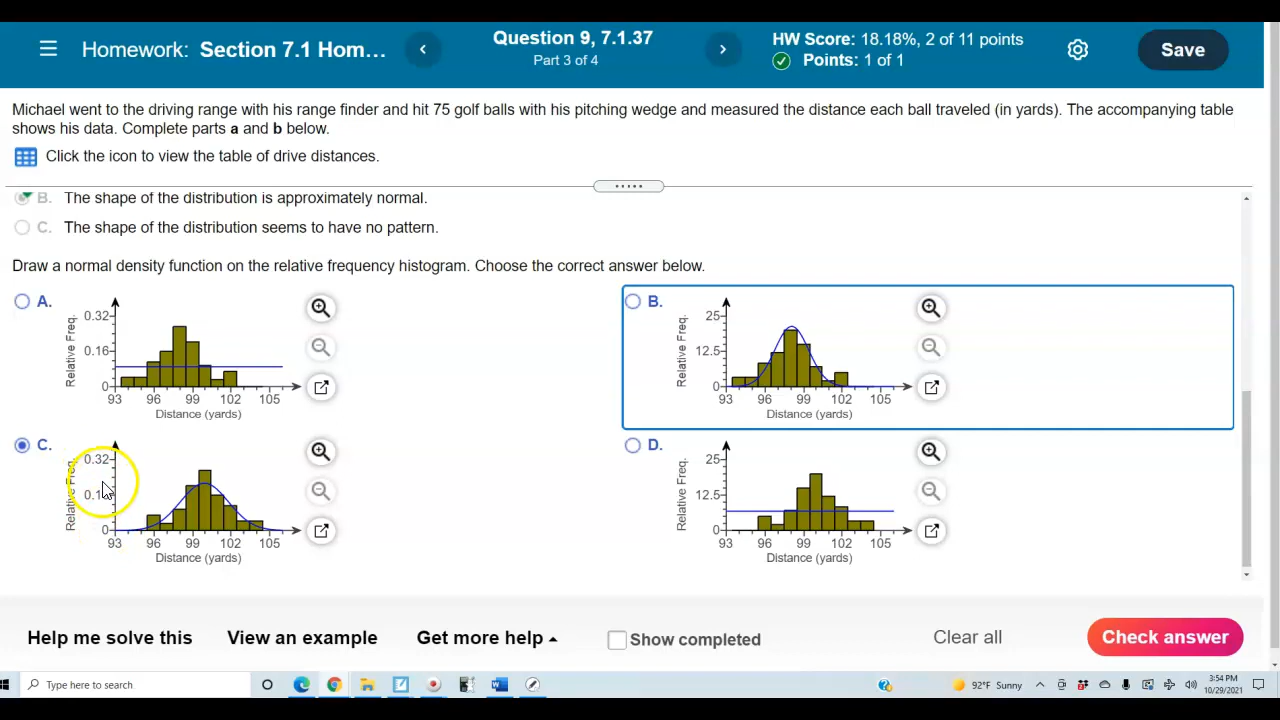 Homework: Section 7.1 Hom...
Question 9, 7.1.37
Part 3 of 4
HW Score: 18.18%, 2 of 11 points
Points: 1 of 1
Save
Michael went to the driving range with his range finder and hit 75 golf balls with his pitching wedge and measured the distance each ball traveled (in yards). The accompanying table
shows his data. Complete parts a and b below.
Click the icon to view the table of drive distances.
B. The shape of the distribution is approximately normal.
C. The shape of the distribution seems to have no pattern.
Draw a normal density function on the relative frequency histogram. Choose the correct answer below.
A.
Relative Freq.
0.32
0.16
0
93 96 99 102 105
Distance (yards)
B.
Relative Freq.
25
12.5
0
93 96 99 102 105
Distance (yards)
C.
Relative Freq.
0.32
0.1
0
93 96 99 102 105
Distance (yards)
D.
Relative Freq.
25
12.5
0
93 96 99 102 105
Distance (yards)
Help me solve this
View an example
Get more help
Show completed
Clear all
Check answer
Type here to search
92°F Sunny
3:54 PM
10/29/2021